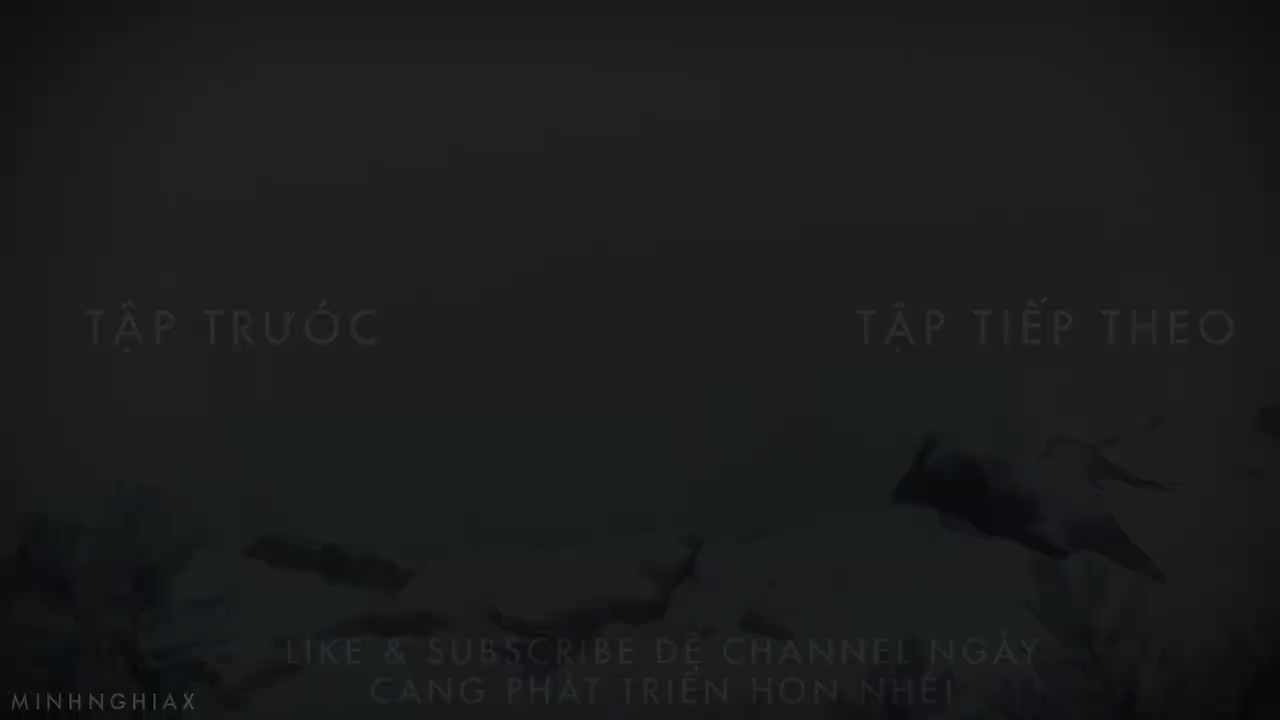 TẬP TRƯỚC
TẬP TIẾP THEO
LIKE & SUBSCRIBE ĐỂ CHANNEL NGÀY
CÀNG PHÁT TRIỂN HƠN NHÉ!
MINHNGHIAX